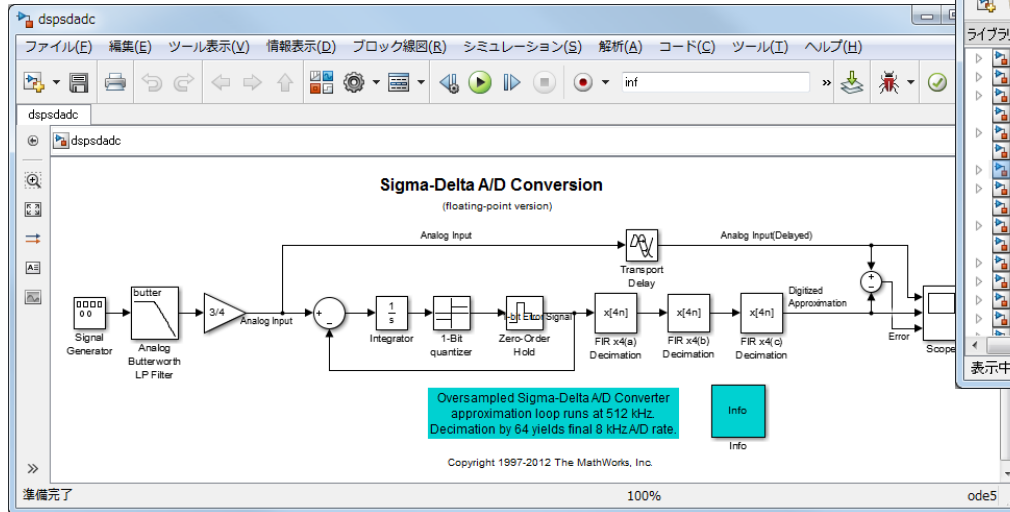 dspsdadc
ファイル(F) 編集(E) ツール表示(V) 情報表示(D) ブロック線図(R) シミュレーション(S) 解析(A) コード(C) ツール(T) ヘルプ(H)
inf
»
dspsdadc
dspsdadc
Sigma-Delta A/D Conversion
(floating-point version)
Analog Input
Analog Input(Delayed)
Transport
Delay
butter
3/4
Analog Input
1
s
x[4n]
x[4n]
x[4n]
Digitized
Approximation
Signal
Generator
Analog
Butterworth
LP Filter
Integrator
1-Bit
quantizer
1-bit Error Signal
Zero-Order
Hold
FIR x4(a)
Decimation
FIR x4(b)
Decimation
FIR x4(c)
Decimation
Error
Scope
Oversampled Sigma-Delta A/D Converter
approximation loop runs at 512 kHz.
Decimation by 64 yields final 8 kHz A/D rate.
Info
Info
Copyright 1997-2012 The MathWorks, Inc.
»
準備完了
100%
ode5
ライブラリ
表示中